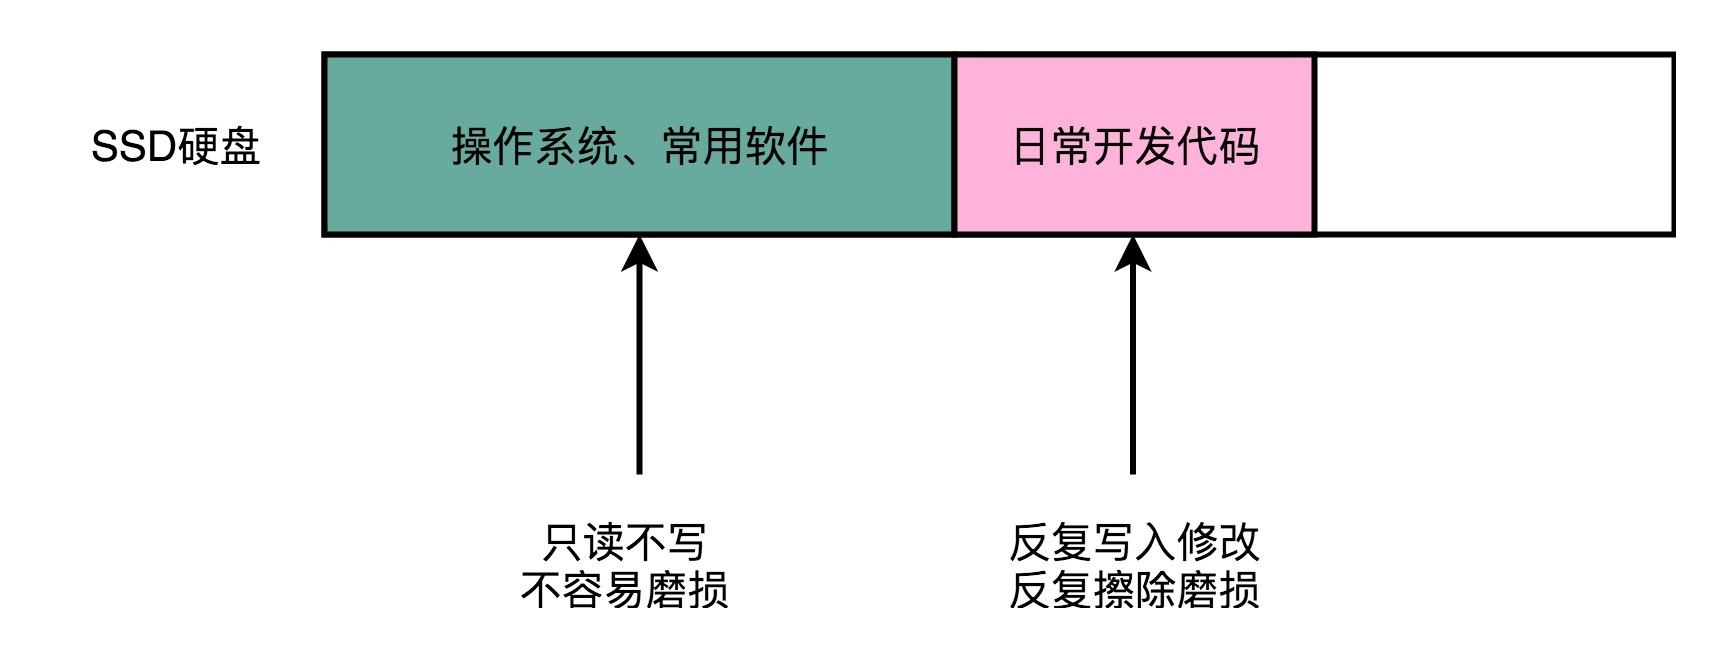 SSD硬盘
操作系统、常用软件
日常开发代码
只读不写
不容易磨损
反复写入修改
反复擦除磨损